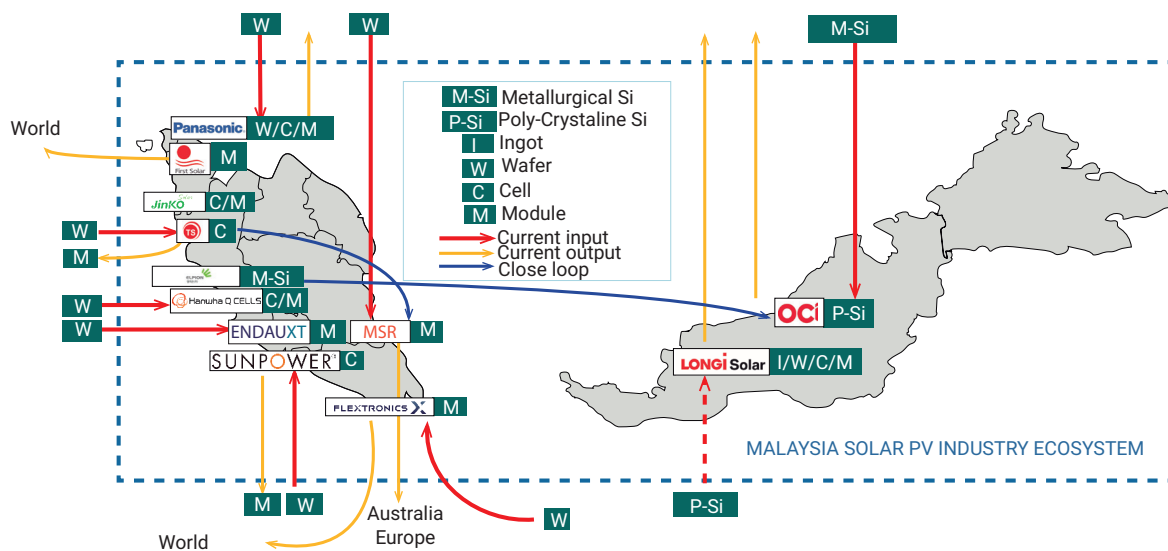 W
W
M-Si
World
Panasonic
W/C/M
First Solar
M
JinKO
C/M
W
TS
C
M
M-Si
W
Hanwha Q CELLS
C/M
W
ENDAUXT
M
MSR
M
SUNPOWER
C
FLEXTRONICS X
M
M-Si Metallurgical Si
P-Si Poly-Crystaline Si
I Ingot
W Wafer
C Cell
M Module
Current input
Current output
Close loop
OCi
P-Si
LONGi Solar
I/W/C/M
MALAYSIA SOLAR PV INDUSTRY ECOSYSTEM
M
W
World
Australia
Europe
W
P-Si